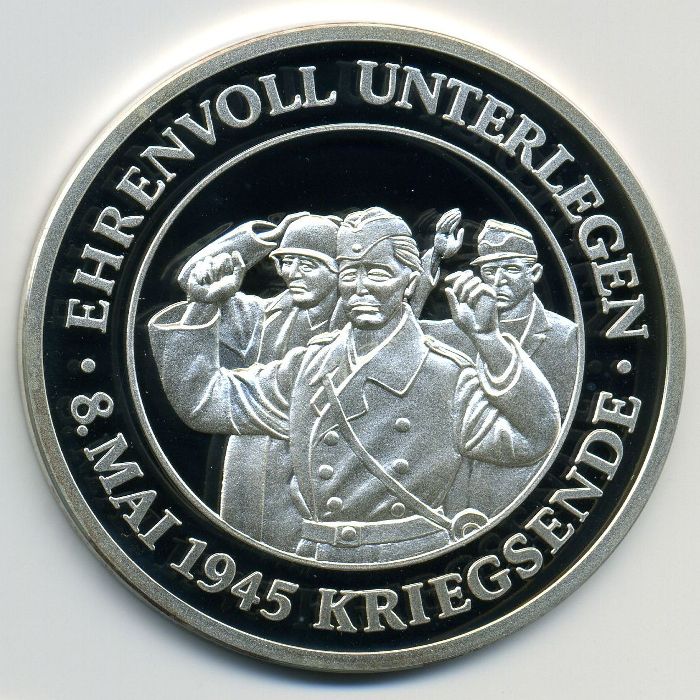 · EHRENVOLL UNTERLEGEN ·
8. MAI 1945 KRIEGSENDE